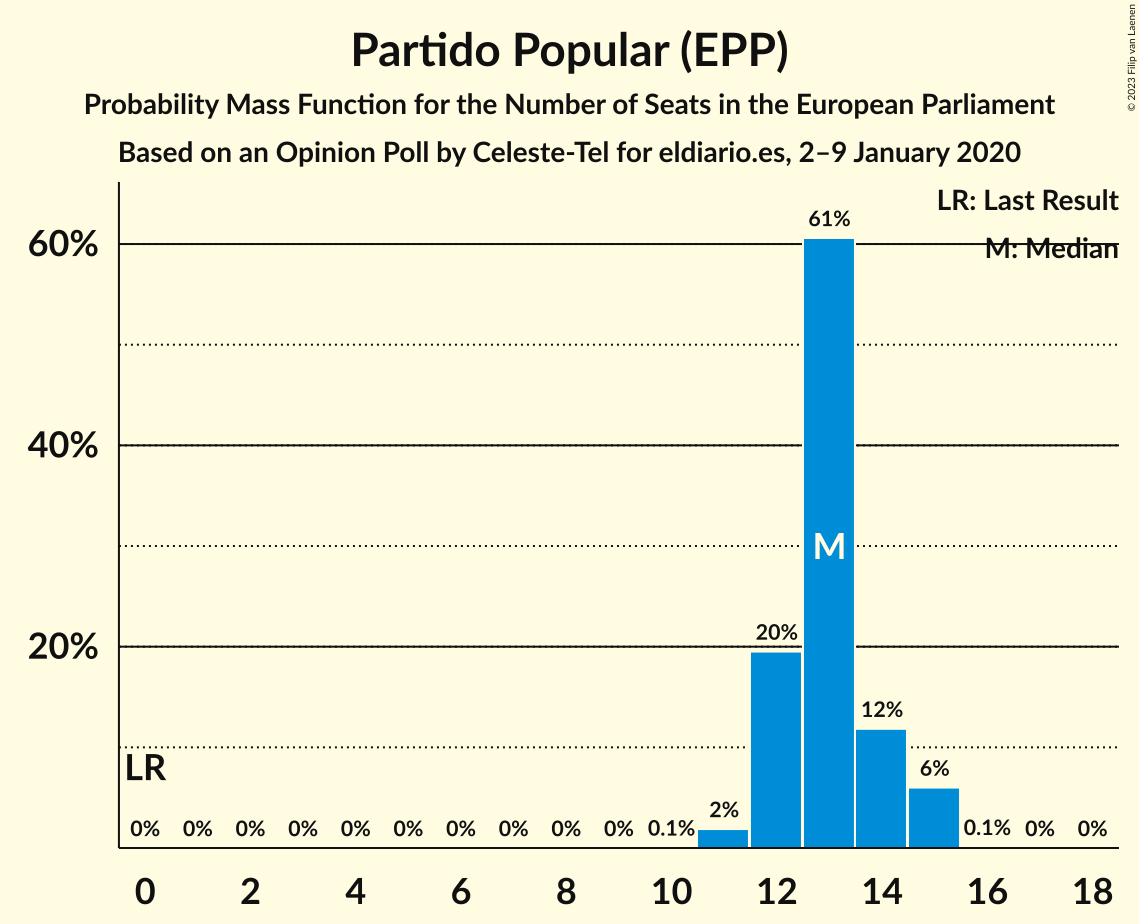 Partido Popular (EPP)
Probability Mass Function for the Number of Seats in the European Parliament
Based on an Opinion Poll by Celeste-Tel for eldiario.es, 2–9 January 2020
© 2023 Filip van Laenen
LR: Last Result
M: Median
60%
40%
20%
61%
M
20%
12%
LR
6%
2%
0% 0% 0% 0% 0% 0% 0% 0% 0% 0% 0.1% 0.1% 0% 0%
0 2 4 6 8 10 12 14 16 18